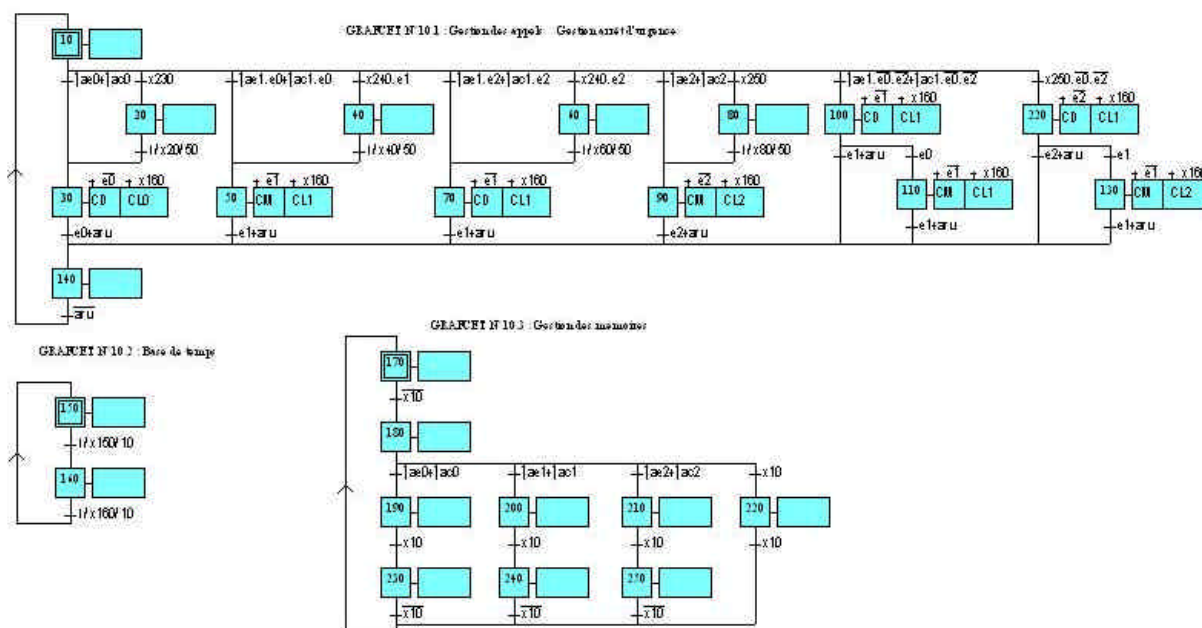 GRAFCET N°10.1 : Gestion des appels - Gestion arrêt d'urgence
10
↑ae0+↑ac0
x230
↑ae1.e0+↑ac1.e0
x240.e1
↑ae1.e2+↑ac1.e2
x240.e2
↑ae2+↑ac2
x250
↑ae1.e0.e2+↑ac1.e0.e2
x260.e0.e2
20
40
60
80
e1 x160
100 CD CL1
e2 x160
220 CD CL1
t/x20/50
t/x40/50
t/x60/50
t/x80/50
e1+aru
e0
e2+aru
e1
e0 x160
30 CD CL0
e1 x160
50 CM CL1
e1 x160
70 CD CL1
e2 x160
90 CM CL2
e1 x160
110 CM CL1
e1 x160
130 CM CL2
e0+aru
e1+aru
e1+aru
e2+aru
e1+aru
e1+aru
140
aru
GRAFCET N°10.3 : Gestion des memoires
GRAFCET N°10.2 : Base de temps
170
x10
150
180
t/x150/10
↑ae0+↑ac0
↑ae1+↑ac1
↑ae2+↑ac2
x10
160
190
200
210
220
t/x160/10
x10
x10
x10
x10
230
240
x10
x10
x10